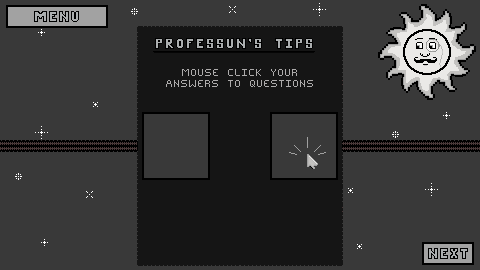 MENU
PROFESSUN'S TIPS
MOUSE CLICK YOUR
ANSWERS TO QUESTIONS
NEXT